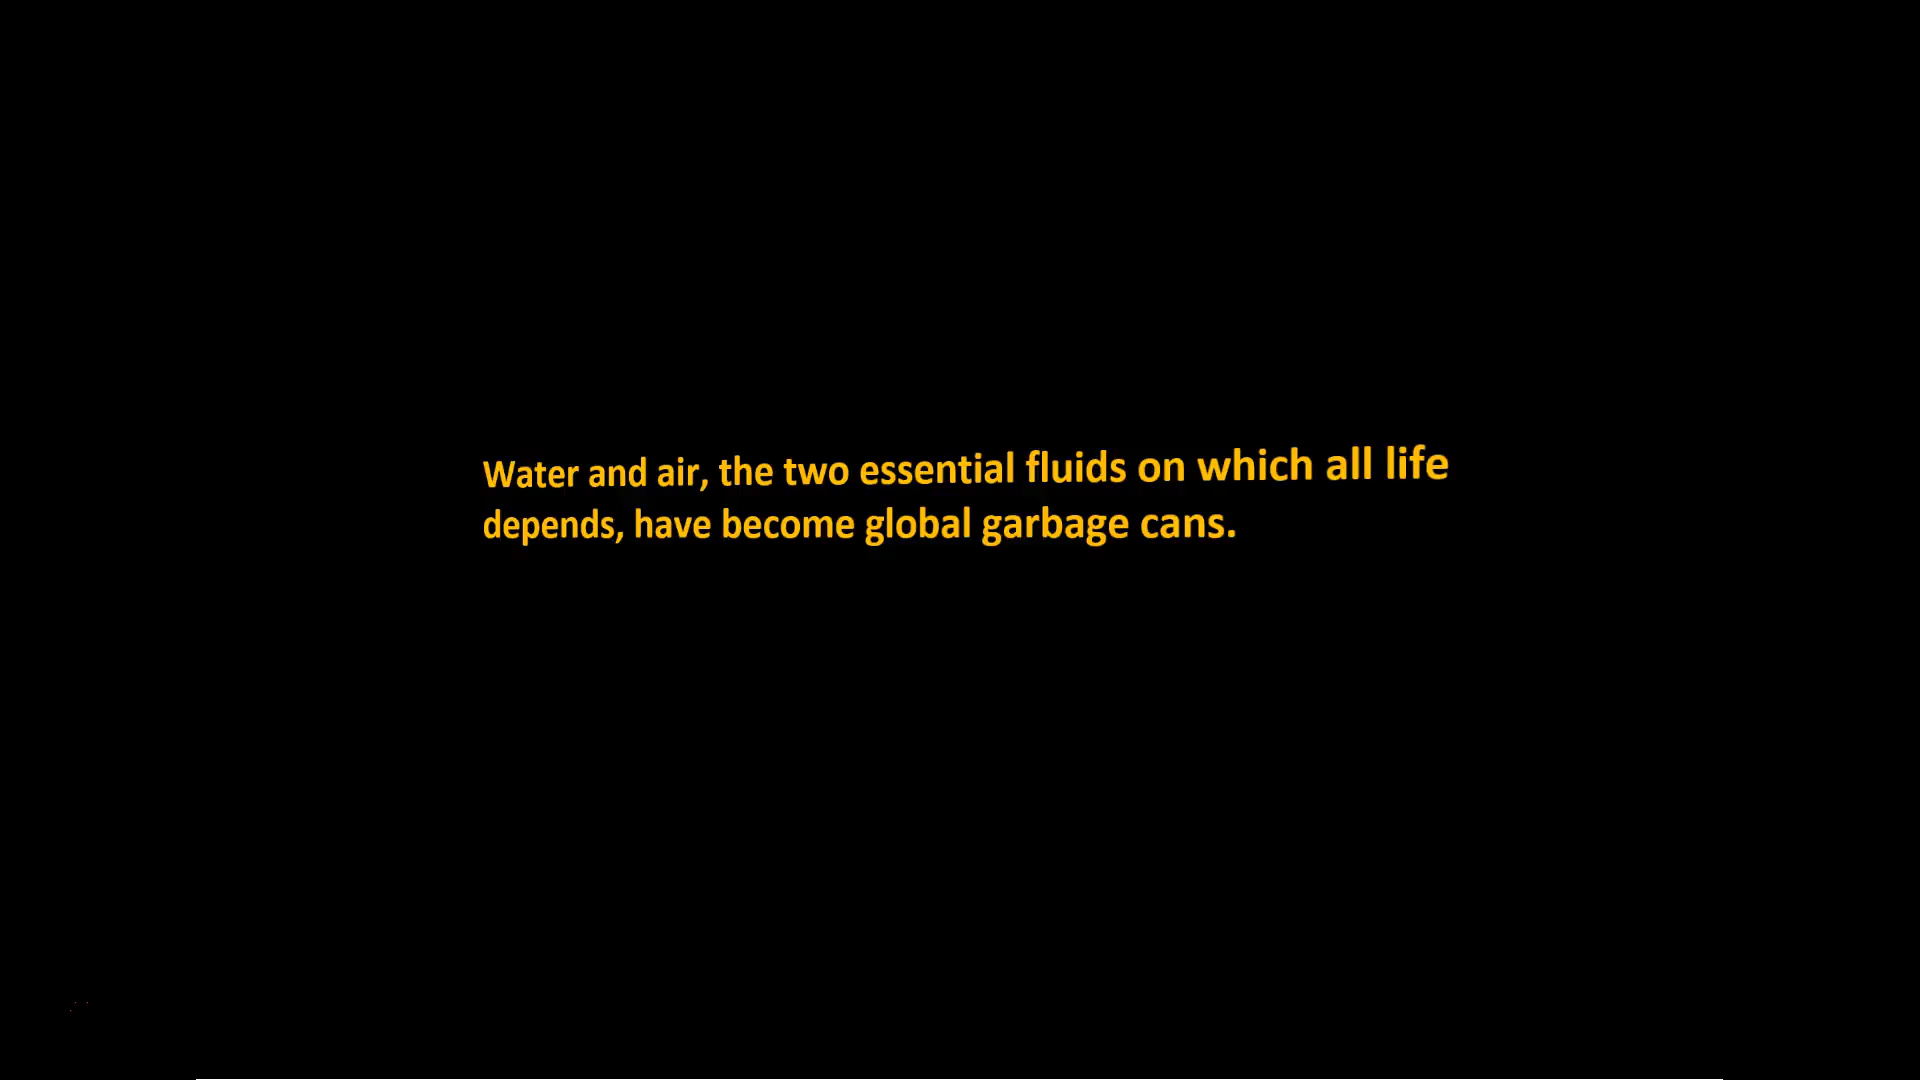 Water and air, the two essential fluids on which all life
depends, have become global garbage cans.